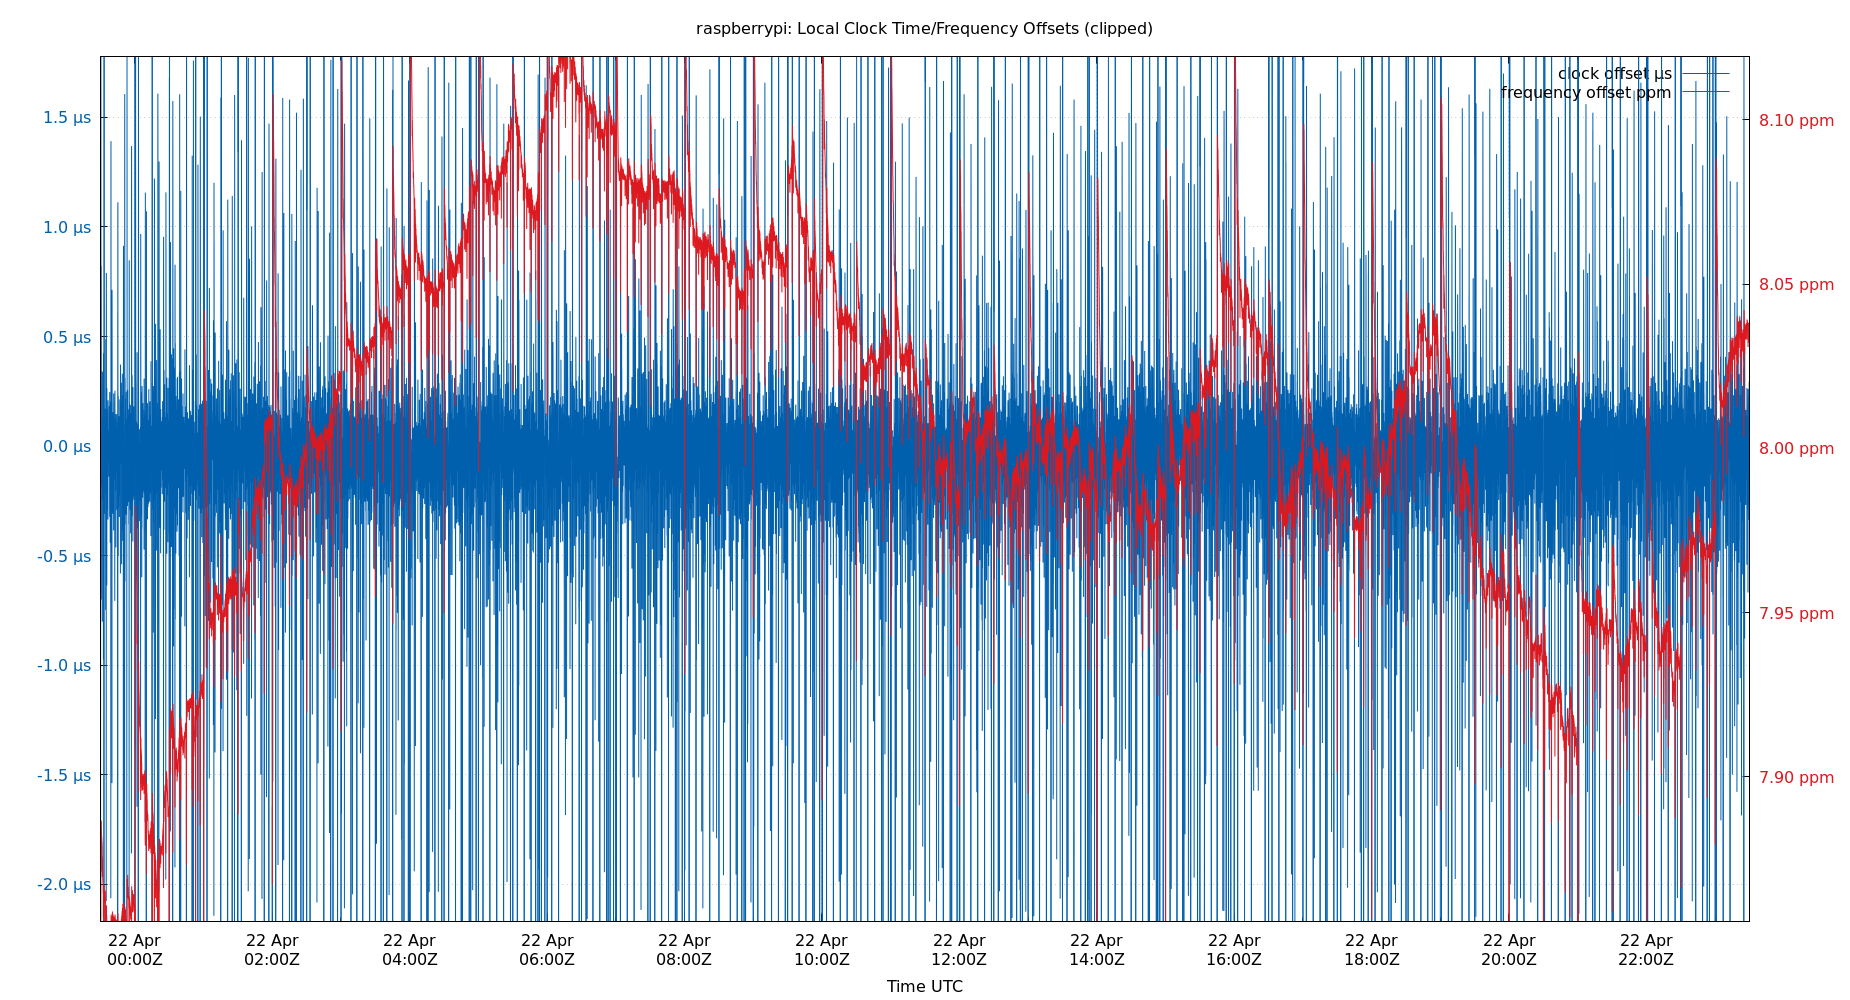 raspberrypi: Local Clock Time/Frequency Offsets (clipped)
clock offset µs
frequency offset ppm
1.5 µs
1.0 µs
0.5 µs
0.0 µs
-0.5 µs
-1.0 µs
-1.5 µs
-2.0 µs
8.10 ppm
8.05 ppm
8.00 ppm
7.95 ppm
7.90 ppm
22 Apr 22 Apr 22 Apr 22 Apr 22 Apr 22 Apr 22 Apr 22 Apr 22 Apr 22 Apr 22 Apr 22 Apr
00:00Z 02:00Z 04:00Z 06:00Z 08:00Z 10:00Z 12:00Z 14:00Z 16:00Z 18:00Z 20:00Z 22:00Z
Time UTC